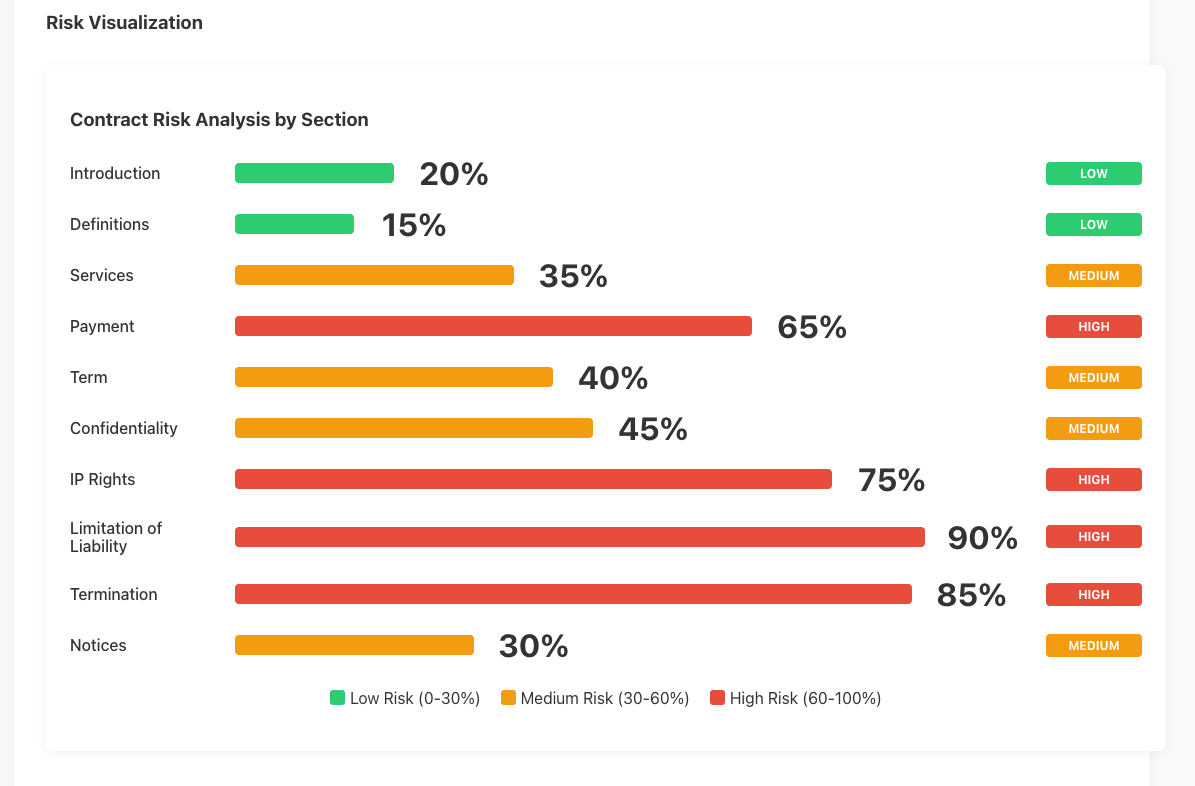 Risk Visualization
Contract Risk Analysis by Section
Introduction 20% LOW
Definitions 15% LOW
Services 35% MEDIUM
Payment 65% HIGH
Term 40% MEDIUM
Confidentiality 45% MEDIUM
IP Rights 75% HIGH
Limitation of
Liability 90% HIGH
Termination 85% HIGH
Notices 30% MEDIUM
Low Risk (0-30%) Medium Risk (30-60%) High Risk (60-100%)